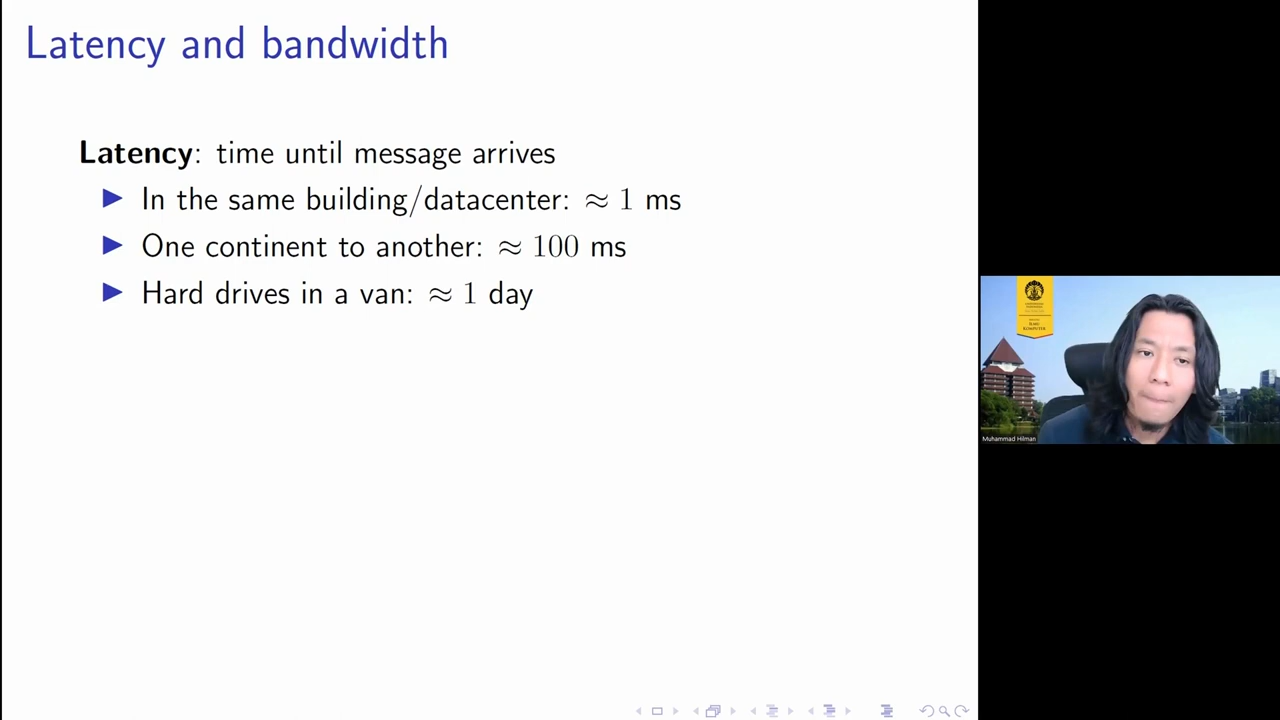 Latency and bandwidth
Latency: time until message arrives
▶ In the same building/datacenter: ≈ 1 ms
▶ One continent to another: ≈ 100 ms
▶ Hard drives in a van: ≈ 1 day
Muhammad Hilman